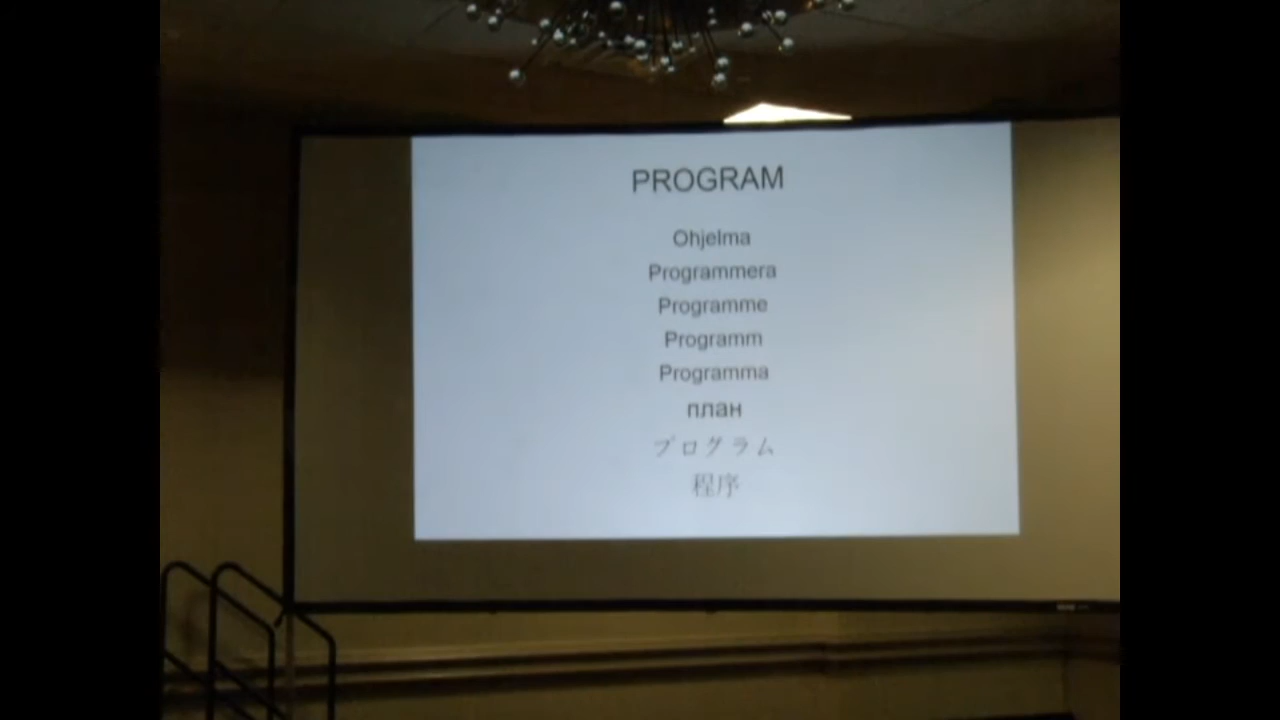 PROGRAM
Ohjelma
Programmera
Programme
Programm
Programma
план
プログラム
程序